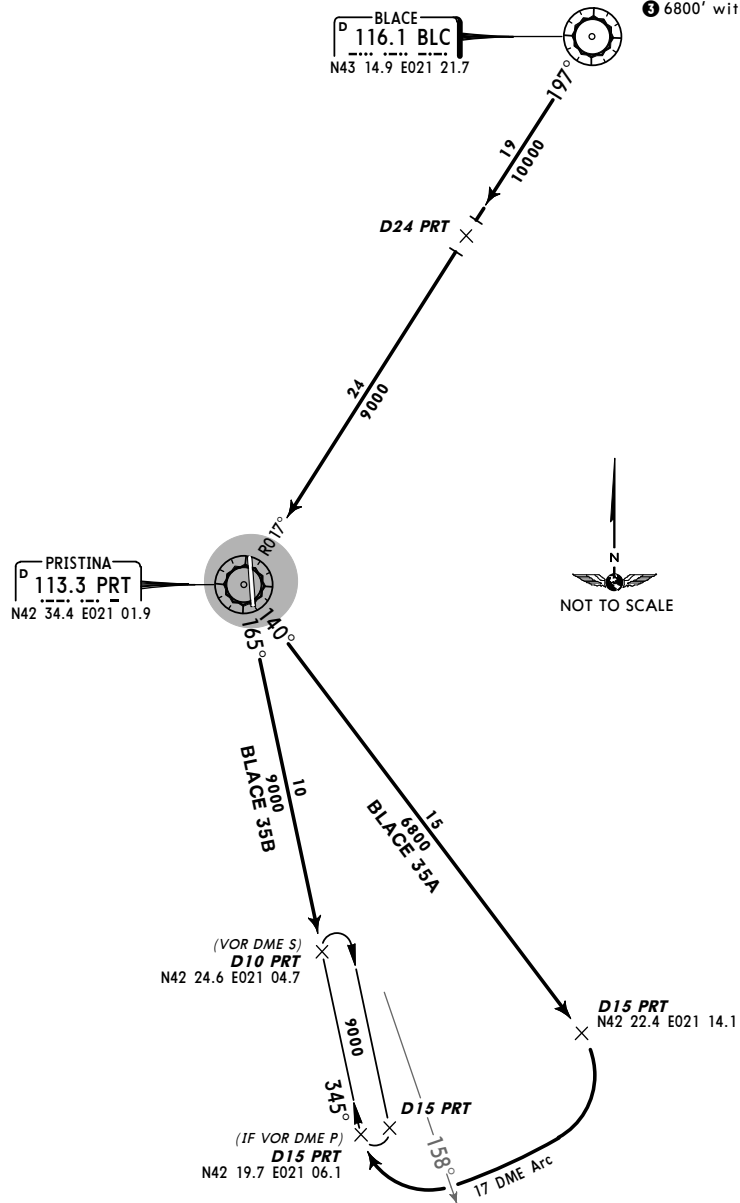 ❸ 6800' wit
BLACE
D 116.1 BLC
N43 14.9 E021 21.7
197°
19
10000
D24 PRT
24
9000
R017°
PRISTINA
D 113.3 PRT
N42 34.4 E021 01.9
N
NOT TO SCALE
165°
140°
10
9000
BLACE 35B
15
6800
BLACE 35A
(VOR DME S)
D10 PRT
N42 24.6 E021 04.7
9000
D15 PRT
N42 22.4 E021 14.1
345°
D15 PRT
(IF VOR DME P)
D15 PRT
N42 19.7 E021 06.1
158°
17 DME Arc